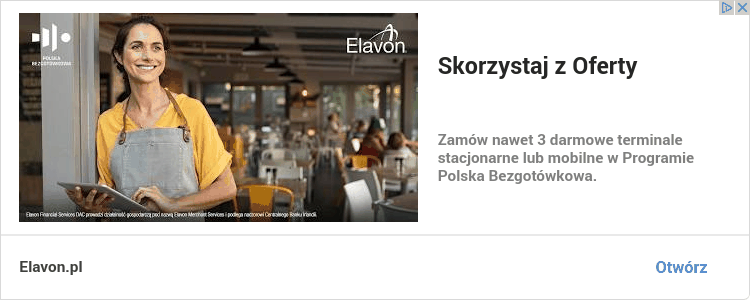 POLSKA
BEZGOTÓWKOWA
Elavon
Skorzystaj z Oferty
Zamów nawet 3 darmowe terminale
stacjonarne lub mobilne w Programie
Polska Bezgotówkowa.
Elavon Financial Services DAC prowadzi działalność gospodarczą pod nazwą Elavon Merchant Services i podlega nadzorowi Centralnego Banku Irlandii.
Elavon.pl
Otwórz